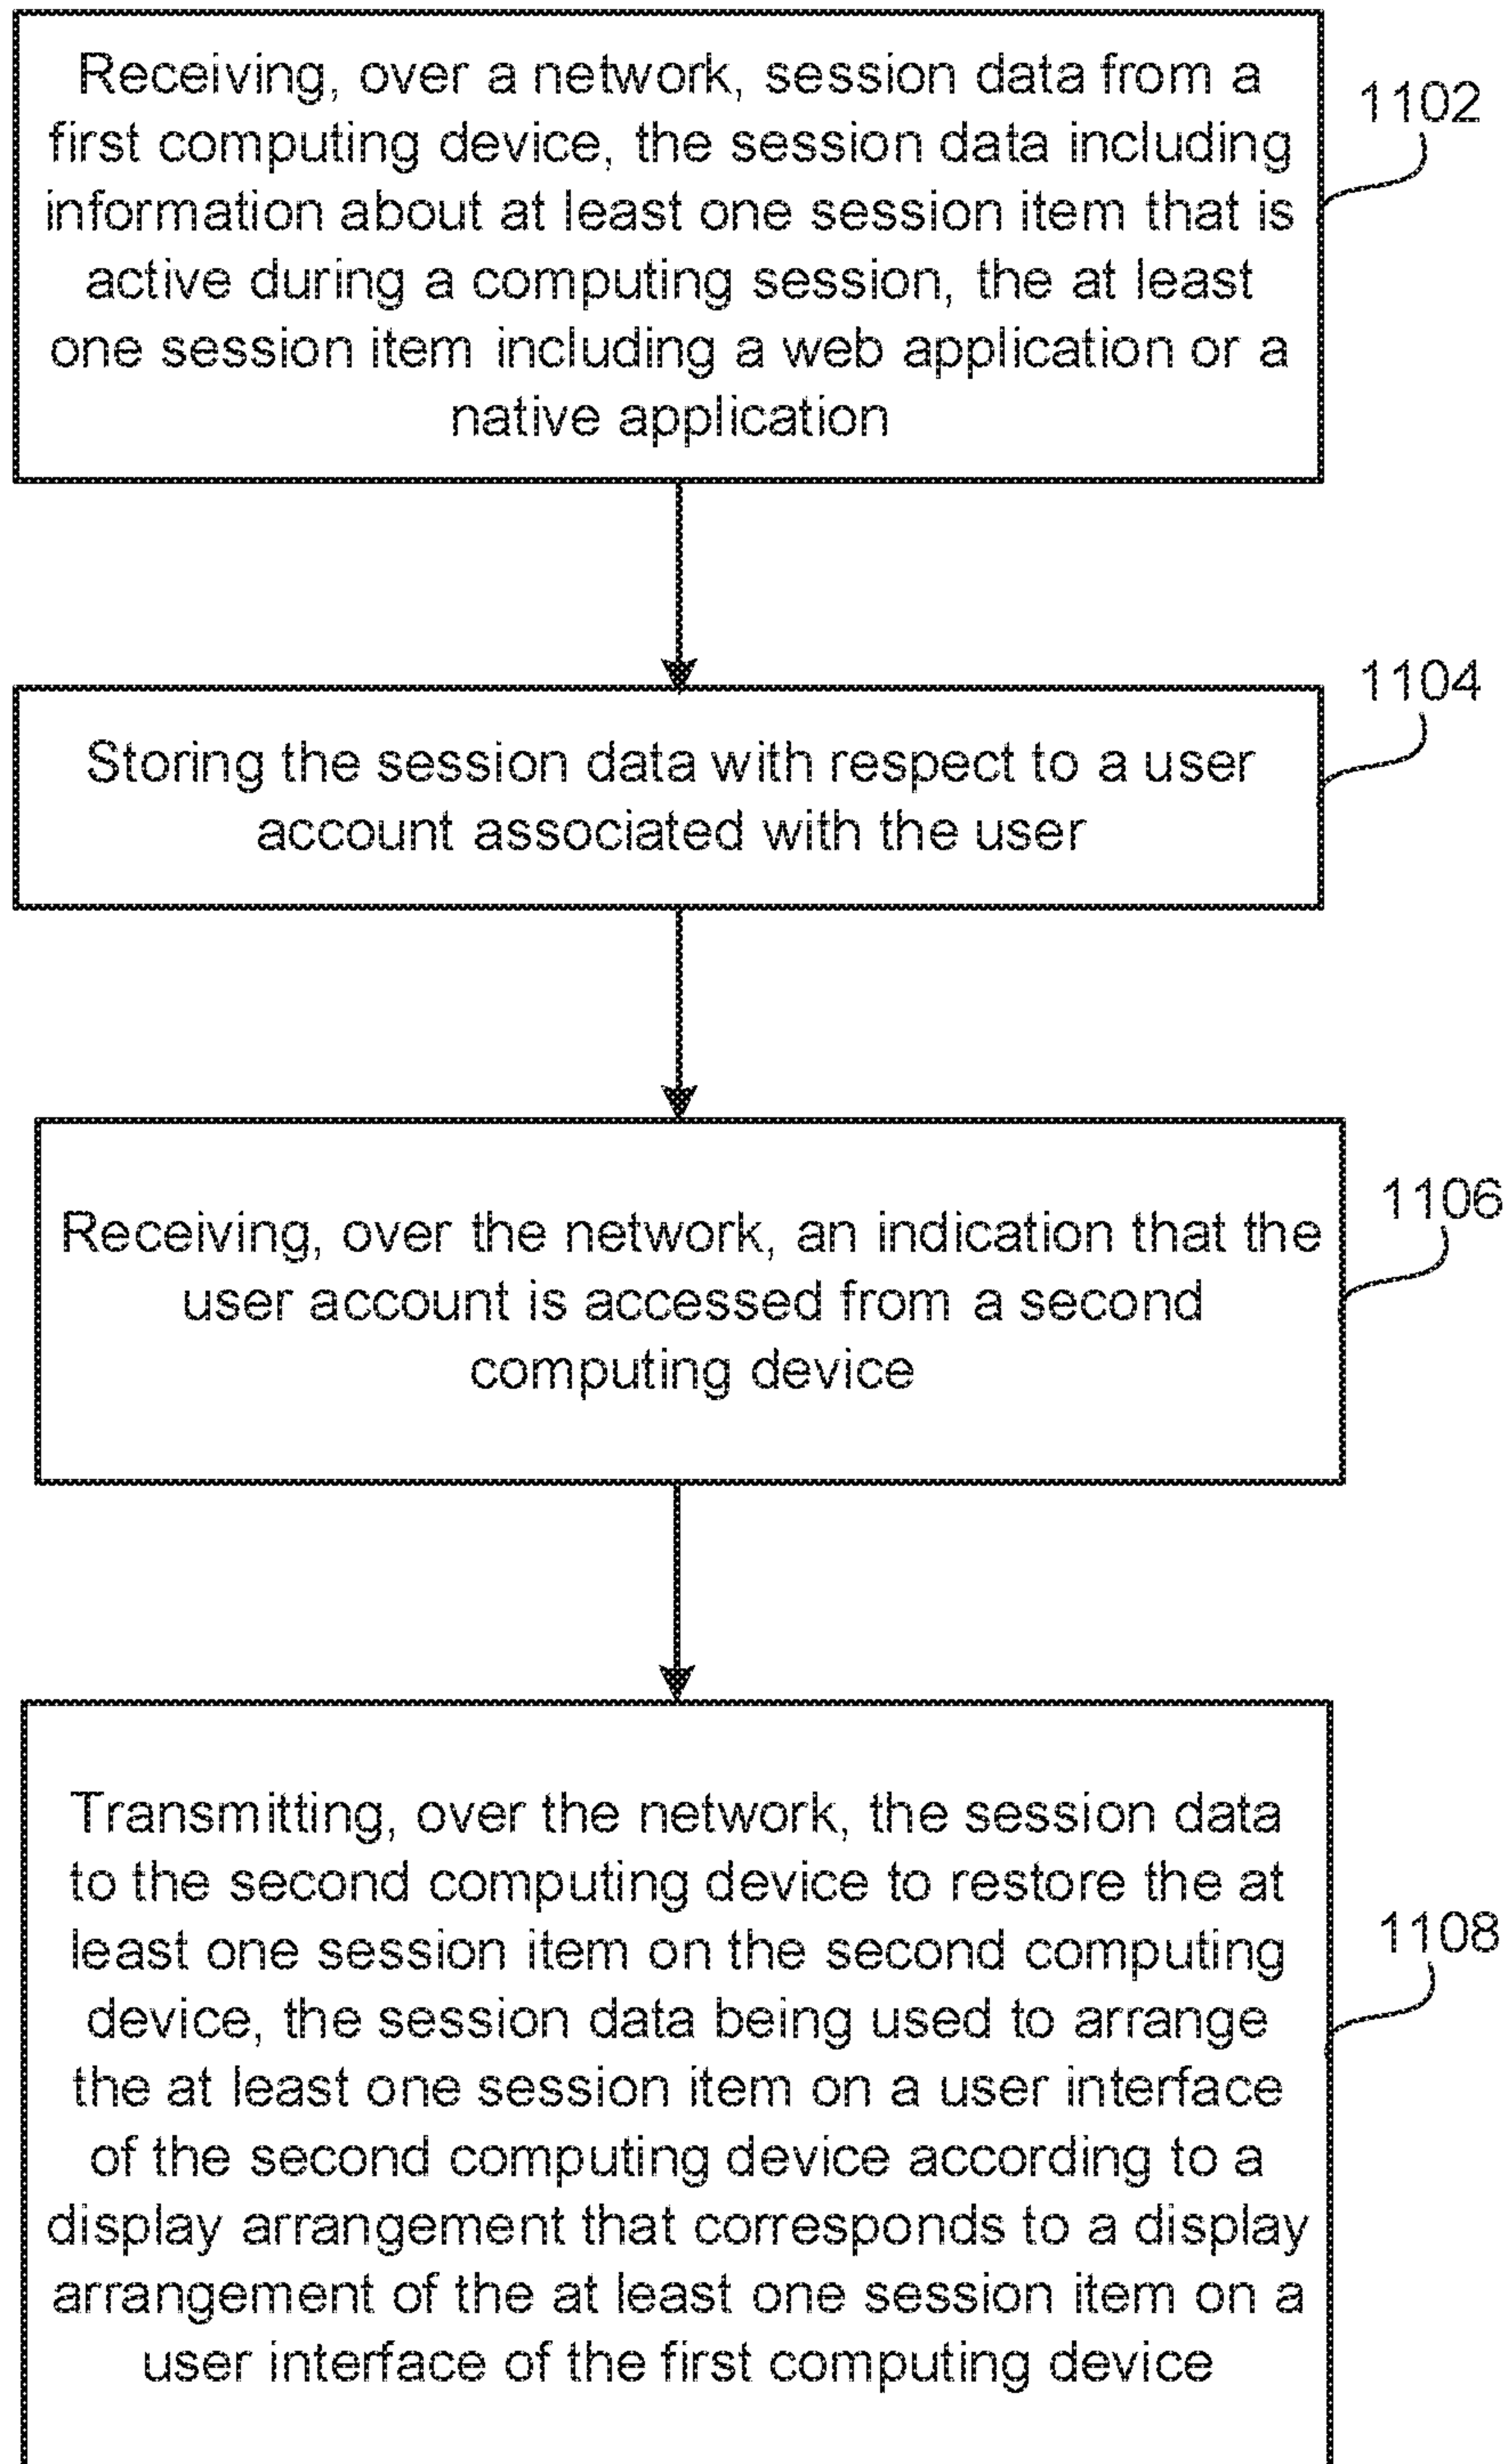 Receiving, over a network, session data from a
first computing device, the session data including
information about at least one session item that is
active during a computing session, the at least
one session item including a web application or a
native application
1102
Storing the session data with respect to a user
account associated with the user
1104
Receiving, over the network, an indication that the
user account is accessed from a second
computing device
1106
Transmitting, over the network, the session data
to the second computing device to restore the at
least one session item on the second computing
device, the session data being used to arrange
the at least one session item on a user interface
of the second computing device according to a
display arrangement that corresponds to a display
arrangement of the at least one session item on a
user interface of the first computing device
1108